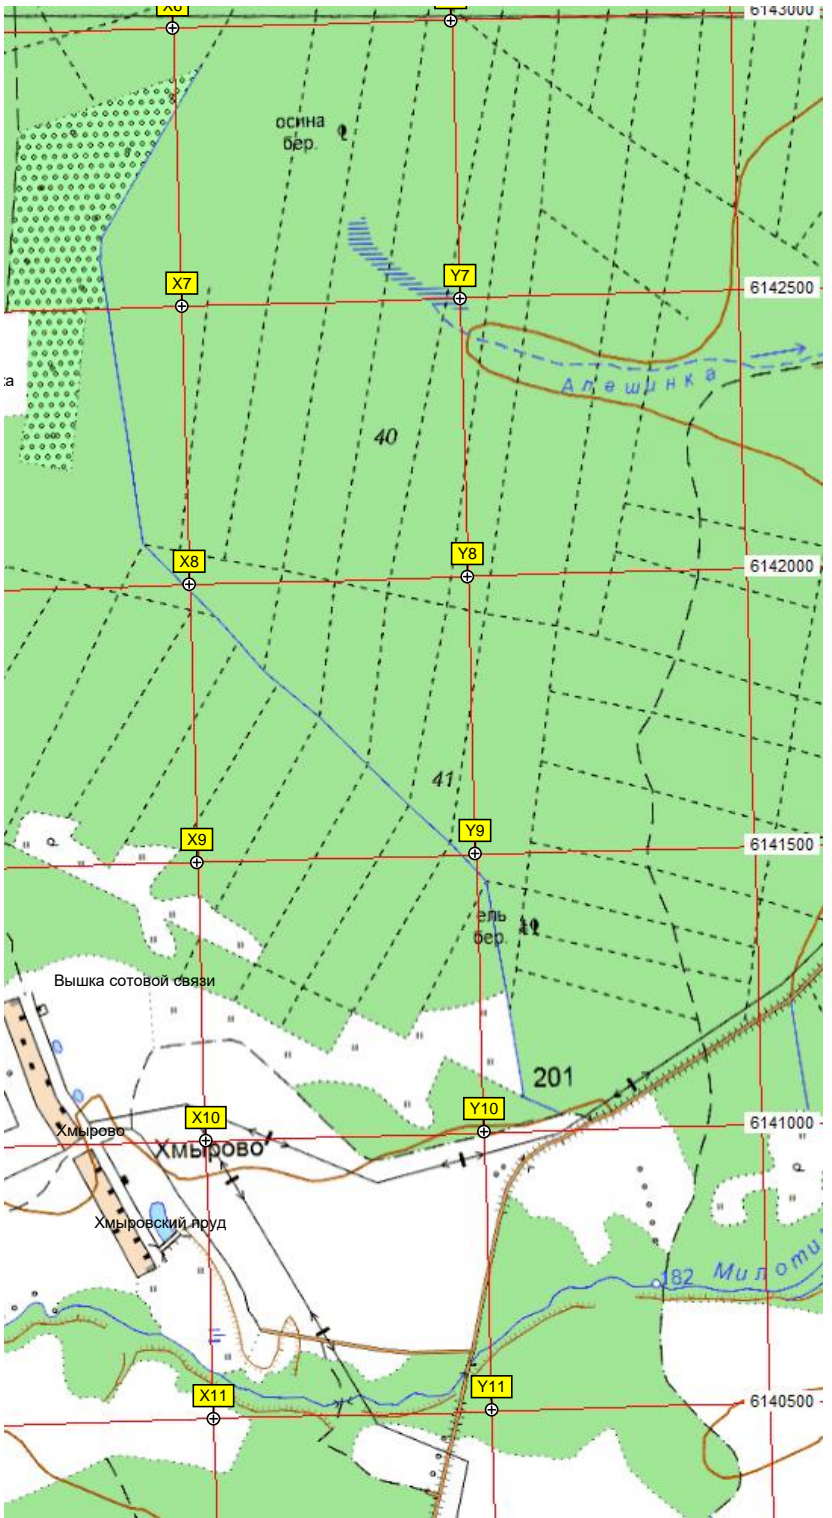 X6
6143000
осина
бер.
X7
Y7
6142500
Алешинка
ка
40
X8
Y8
6142000
41
X9
Y9
6141500
р
ель
бер.
Вышка сотовой связи
201
X10
Y10
6141000
Хмырово
Хмырово
р
Хмыровский пруд
182
X11
Y11
6140500